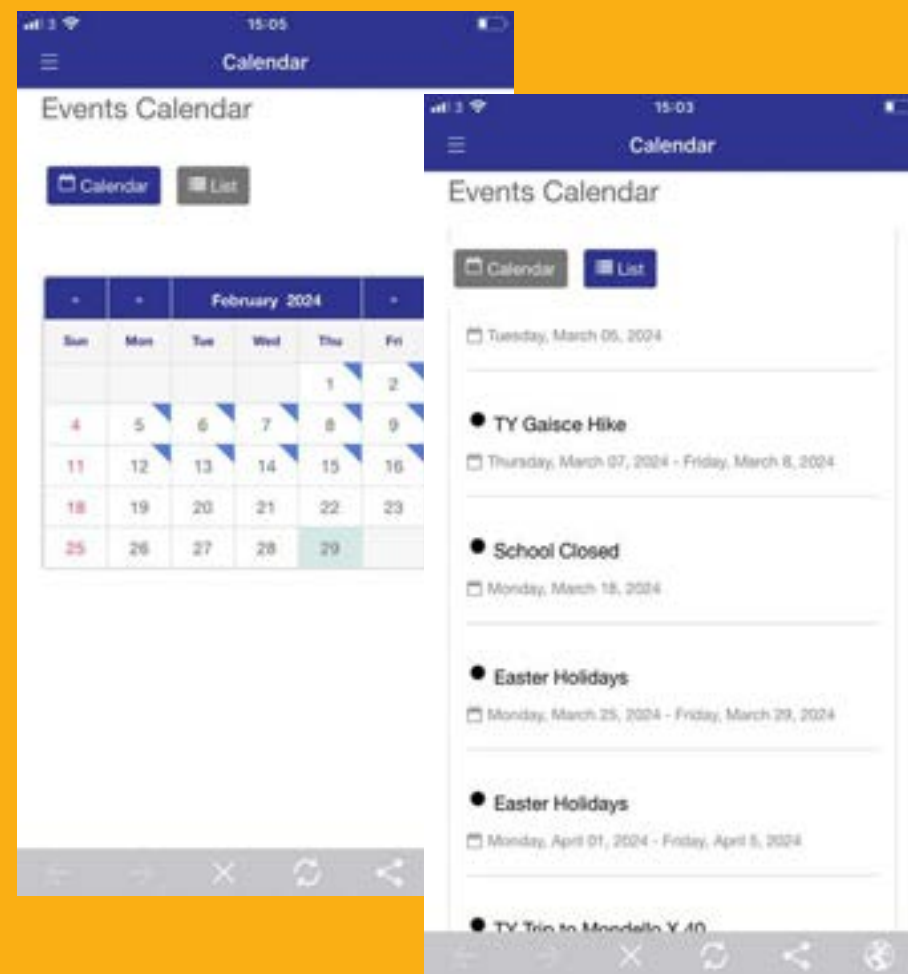 15:05
Calendar
Events Calendar
Calendar List
February 2024
Sun Mon Tue Wed Thu Fri
1 2
4 5 6 7 8 9
11 12 13 14 15 16
18 19 20 21 22 23
25 26 27 28 29
15:03
Calendar
Events Calendar
Calendar List
Tuesday, March 05, 2024
TY Gaisce Hike
Thursday, March 07, 2024 - Friday, March 8, 2024
School Closed
Monday, March 18, 2024
Easter Holidays
Monday, March 25, 2024 - Friday, March 29, 2024
Easter Holidays
Monday, April 01, 2024 - Friday, April 5, 2024
TY Trip to Mondello X 40